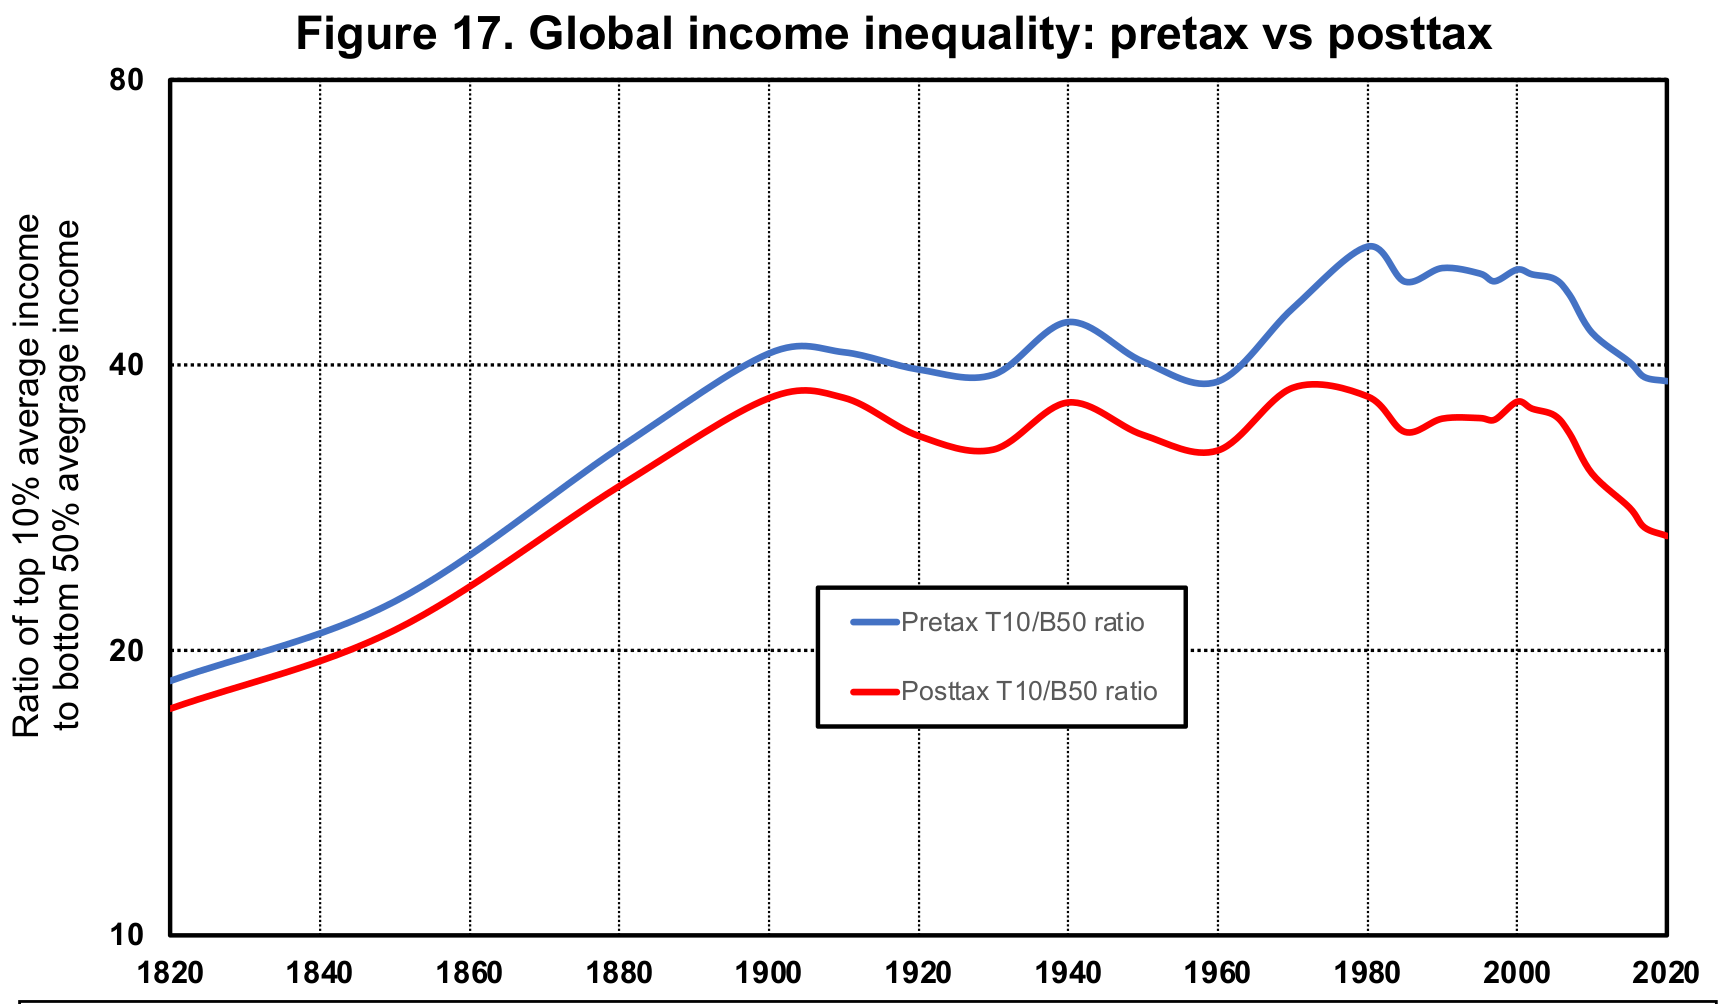 Figure 17. Global income inequality: pretax vs posttax
Ratio of top 10% average income
to bottom 50% avegrage income
80
40
20
10
Pretax T10/B50 ratio
Posttax T10/B50 ratio
1820 1840 1860 1880 1900 1920 1940 1960 1980 2000 2020